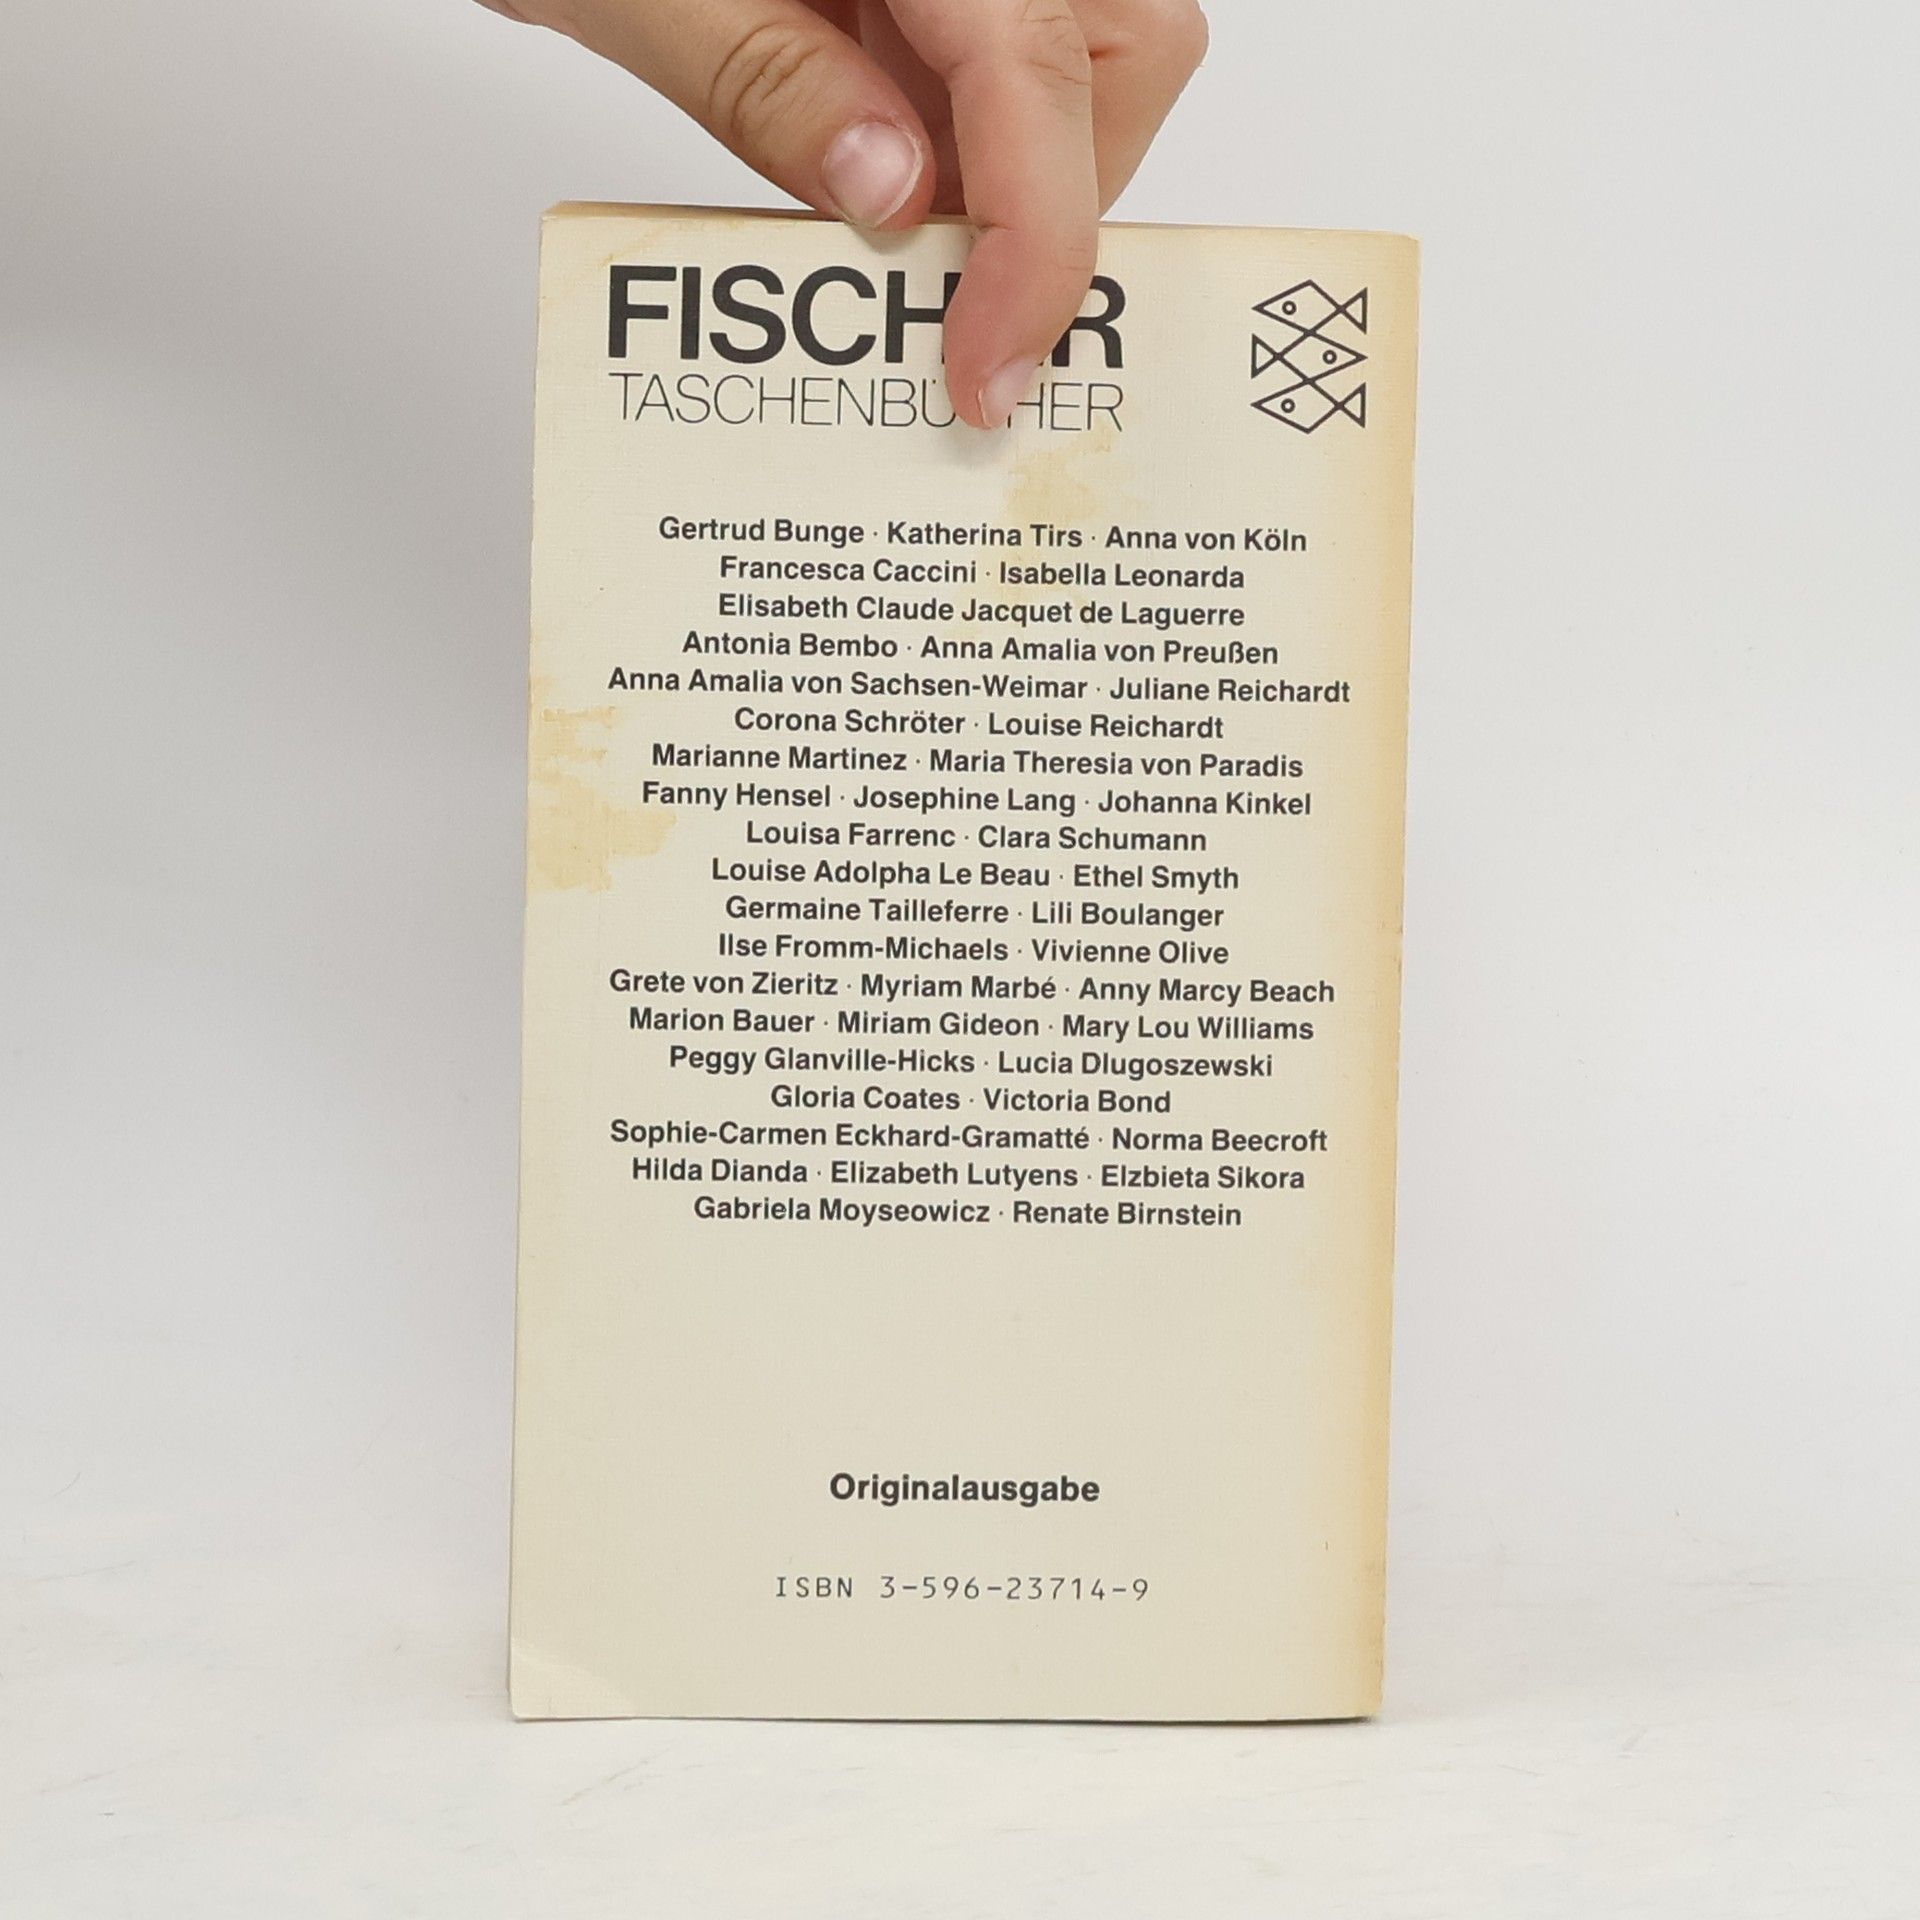 FISCHER
TASCHENBÜCHER
Gertrud Bunge · Katherina Tirs · Anna von Köln
Francesca Caccini · Isabella Leonarda
Elisabeth Claude Jacquet de Laguerre
Antonia Bembo · Anna Amalia von Preußen
Anna Amalia von Sachsen-Weimar · Juliane Reichardt
Corona Schröter · Louise Reichardt
Marianne Martinez · Maria Theresia von Paradis
Fanny Hensel · Josephine Lang · Johanna Kinkel
Louisa Farrenc · Clara Schumann
Louise Adolpha Le Beau · Ethel Smyth
Germaine Tailleferre · Lili Boulanger
Ilse Fromm-Michaels · Vivienne Olive
Grete von Zieritz · Myriam Marbé · Anny Marcy Beach
Marion Bauer · Miriam Gideon · Mary Lou Williams
Peggy Glanville-Hicks · Lucia Dlugoszewski
Gloria Coates · Victoria Bond
Sophie-Carmen Eckhard-Gramatté · Norma Beecroft
Hilda Dianda · Elizabeth Lutyens · Elzbieta Sikora
Gabriela Moyseowicz · Renate Birnstein
Originalausgabe
ISBN 3-596-23714-9